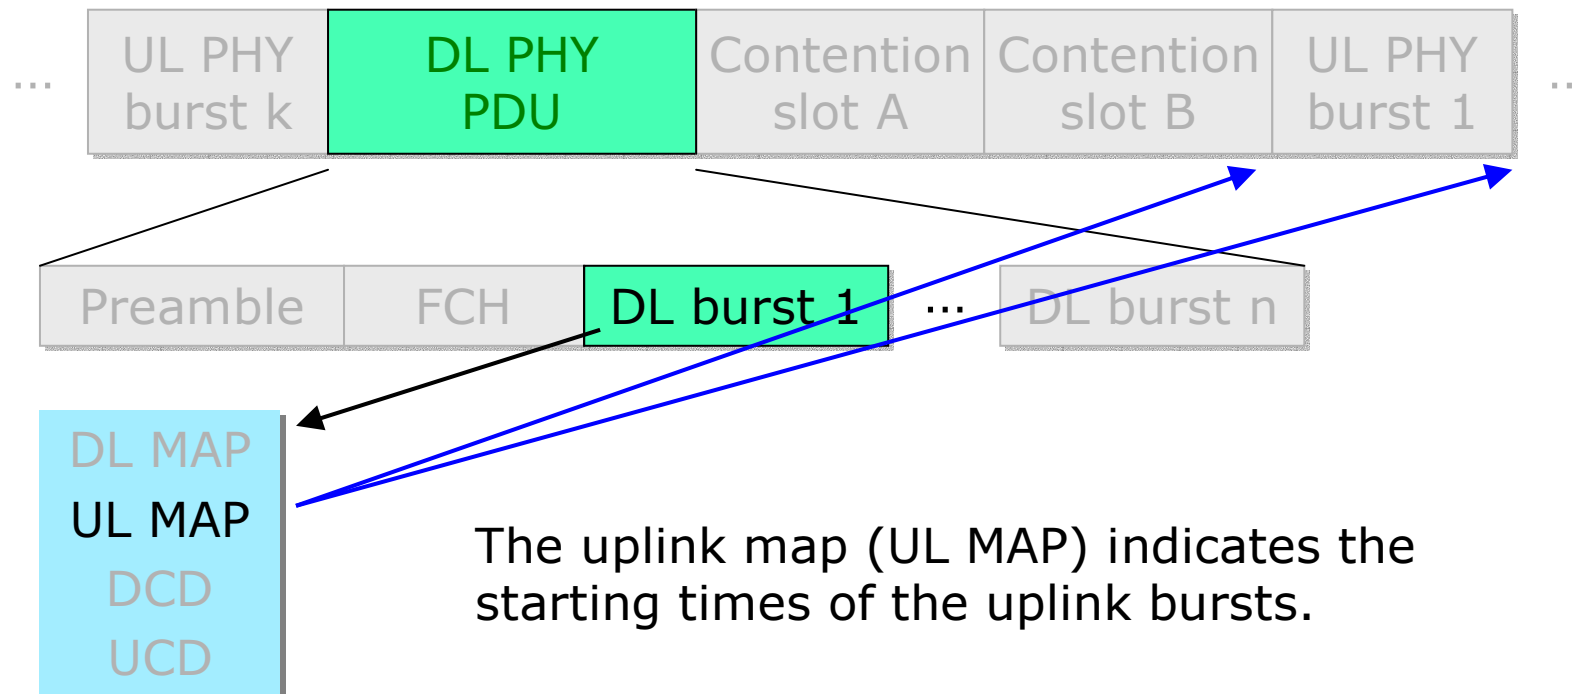 ... UL PHY burst k DL PHY PDU Contention slot A Contention slot B UL PHY burst 1 ..
Preamble FCH DL burst 1 ... DL burst n
DL MAP
UL MAP
DCD
UCD
The uplink map (UL MAP) indicates the
starting times of the uplink bursts.